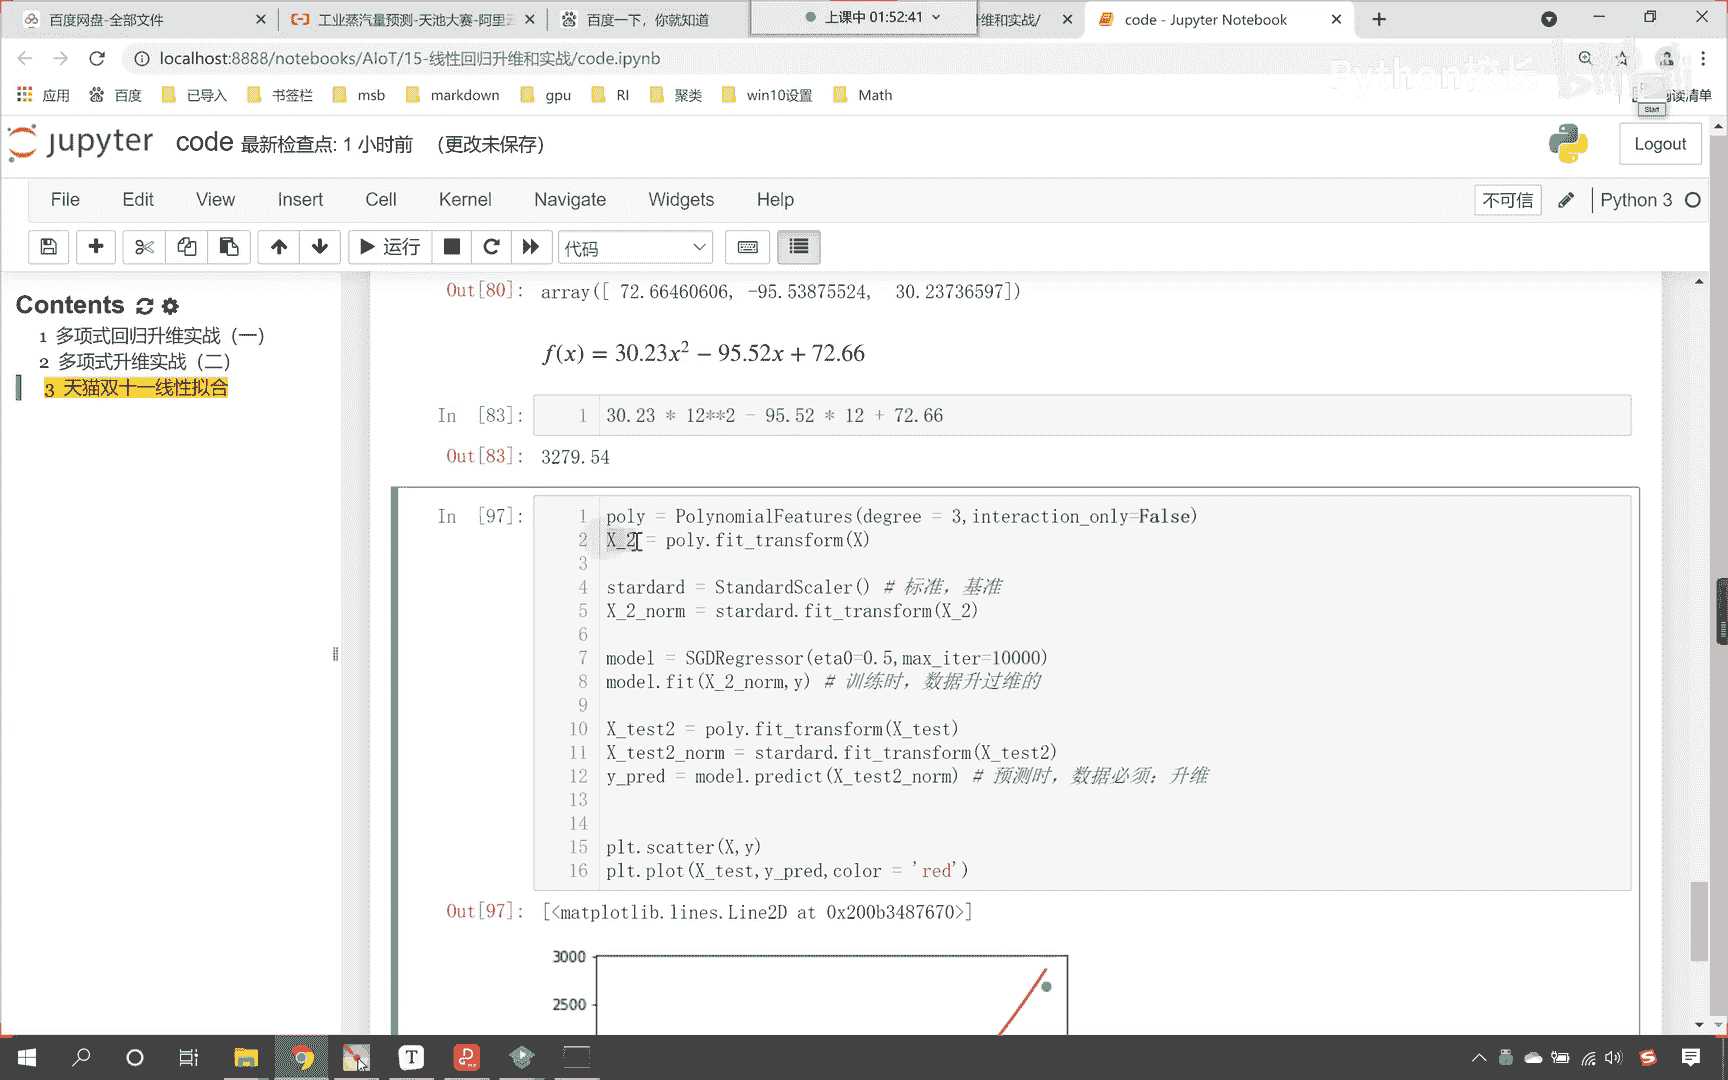 百度网盘-全部文件
工业蒸汽量预测-天池大赛-阿里云
百度一下，你就知道
上课中 01:52:41
维和实战/
code - Jupyter Notebook
localhost:8888/notebooks/AIoT/15-线性回归升维和实战/code.ipynb
Python校长
bilibili
应用 百度 已导入 书签栏 msb markdown gpu RI 聚类 win10设置 Math
阅读清单
Start
jupyter code 最新检查点: 1 小时前 (更改未保存)
Logout
File Edit View Insert Cell Kernel Navigate Widgets Help
不可信 Python 3
运行 代码
Contents
1 多项式回归升维实战（一）
2 多项式升维实战（二）
3 天猫双十一线性拟合
Out[80]: array([ 72.66460606, -95.53875524,  30.23736597])
f(x) = 30.23x² − 95.52x + 72.66
In [83]: 1 30.23 * 12**2 - 95.52 * 12 + 72.66
Out[83]: 3279.54
In [97]: 1 poly = PolynomialFeatures(degree = 3,interaction_only=False)
2 X_2 = poly.fit_transform(X)
3
4 stardard = StandardScaler() # 标准，基准
5 X_2_norm = stardard.fit_transform(X_2)
6
7 model = SGDRegressor(eta0=0.5,max_iter=10000)
8 model.fit(X_2_norm,y) # 训练时，数据升过维的
9
10 X_test2 = poly.fit_transform(X_test)
11 X_test2_norm = stardard.fit_transform(X_test2)
12 y_pred = model.predict(X_test2_norm) # 预测时，数据必须：升维
13
14
15 plt.scatter(X,y)
16 plt.plot(X_test,y_pred,color = 'red')
Out[97]: [<matplotlib.lines.Line2D at 0x200b3487670>]
3000
2500